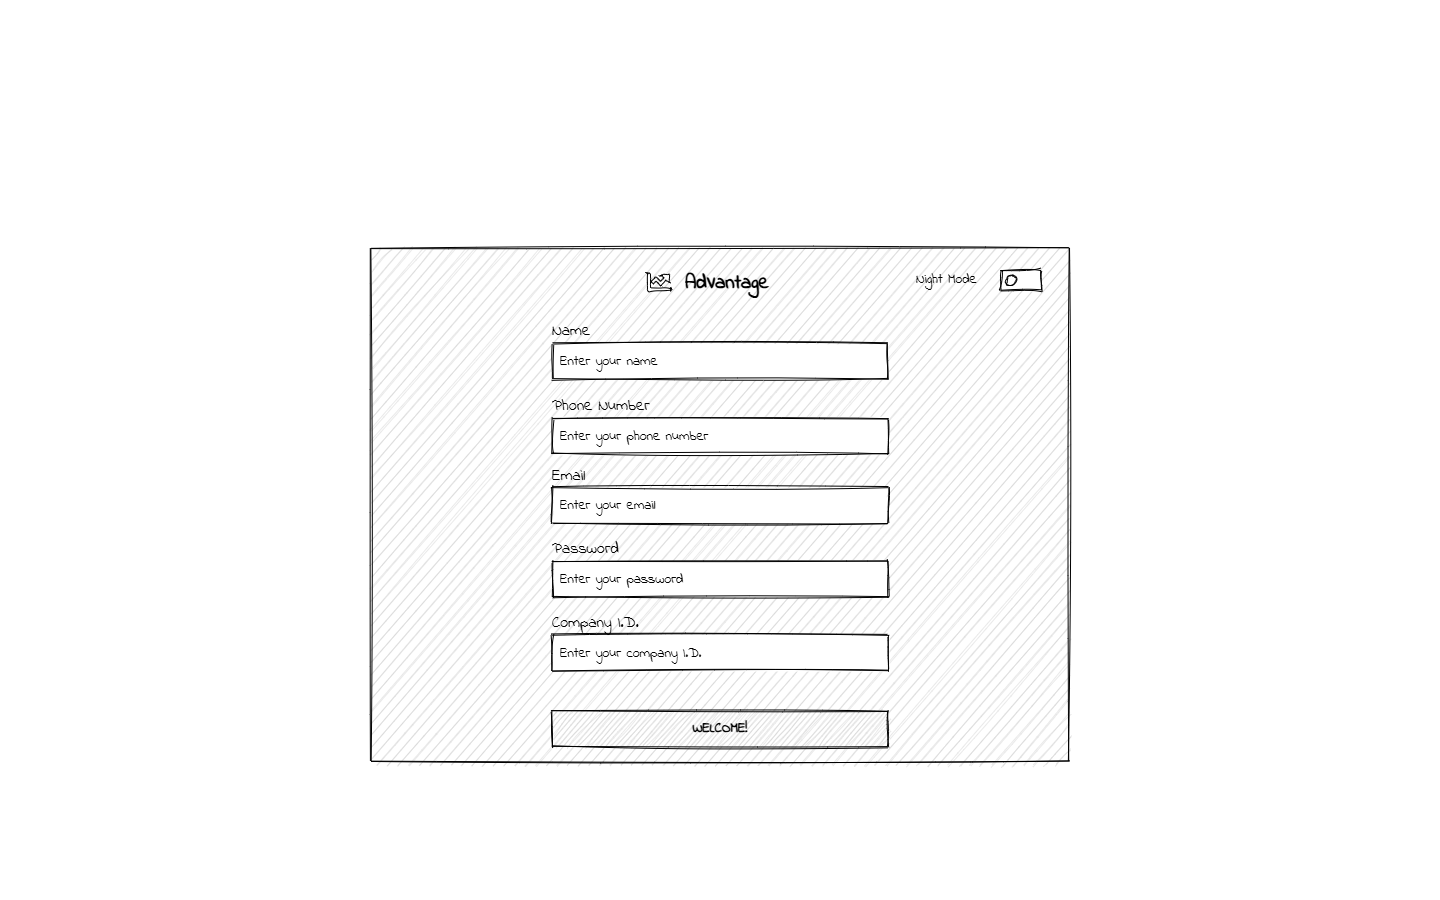 Advantage
Night Mode
Name
Enter your name
Phone Number
Enter your phone number
Email
Enter your email
Password
Enter your password
Company I.D.
Enter your company I.D.
WELCOME!